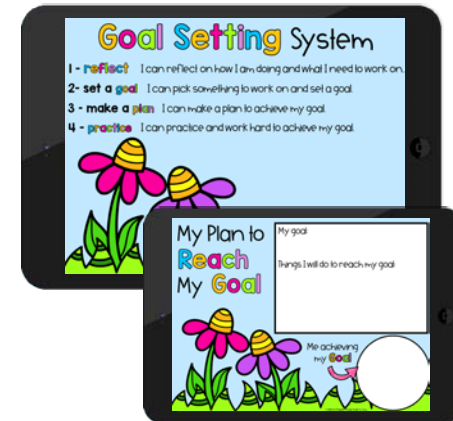 Goal Setting System
1 - reflect I can reflect on how I am doing and what I need to work on.
2- set a goal I can pick something to work on and set a goal.
3 - make a plan I can make a plan to achieve my goal.
4 - practice I can practice and work hard to achieve my goal.
My Plan to
Reach
My Goal
My goal:
Things I will do to reach my goal:
Me achieving
my Goal